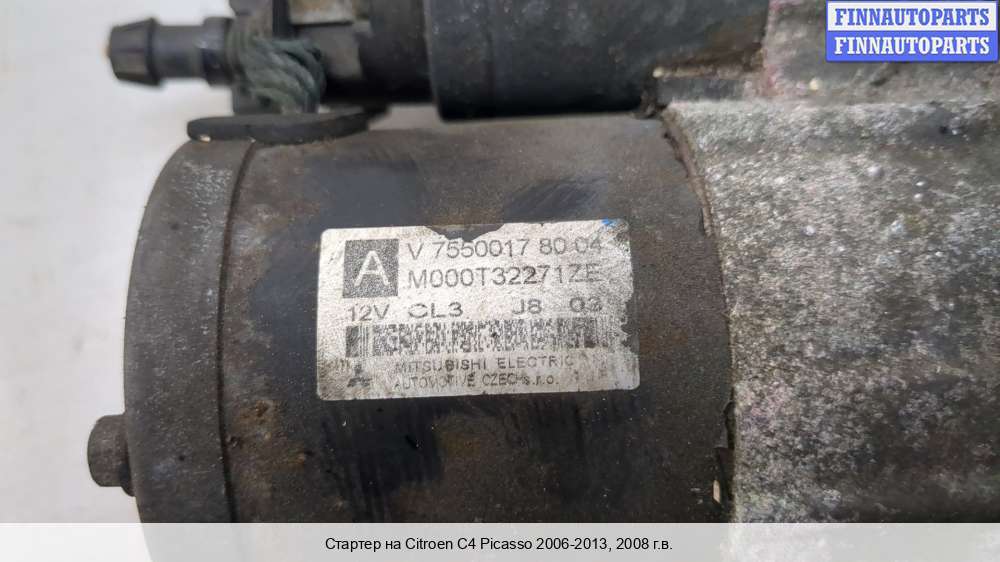 FINNAUTOPARTS
FINNAUTOPARTS
A
V 7550017 80 04
M000T32271ZE
12V CL3 J8 03
MITSUBISHI ELECTRIC
AUTOMOTIVE CZECH s.r.o.
Стартер на Citroen C4 Picasso 2006-2013, 2008 г.в.